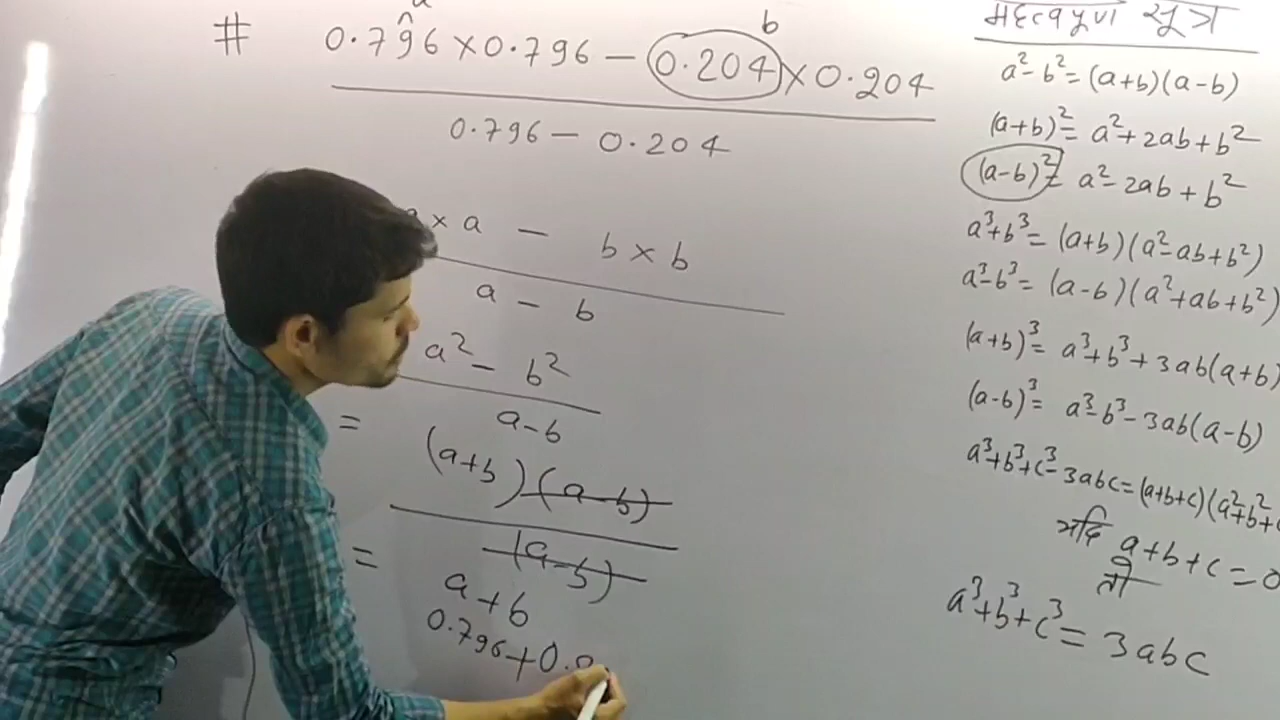 a
# 0.796 × 0.796 – 0.204 × 0.204
b
0.796 – 0.204
× a – b × b
a – b
a² – b²
=
a – b
(a+b) (a–b)
=
(a–b)
a + b
0.796 + 0.2
महत्वपूर्ण सूत्र
a² – b² = (a+b)(a–b)
(a+b)² = a² + 2ab + b²
(a–b)² = a² – 2ab + b²
a³+b³ = (a+b)(a²–ab+b²)
a³–b³ = (a–b)(a²+ab+b²)
(a+b)³ = a³+b³+3ab(a+b)
(a–b)³ = a³–b³–3ab(a–b)
a³+b³+c³–3abc = (a+b+c)(a²+b²+c
यदि a+b+c = 0
तो
a³+b³+c³ = 3abc